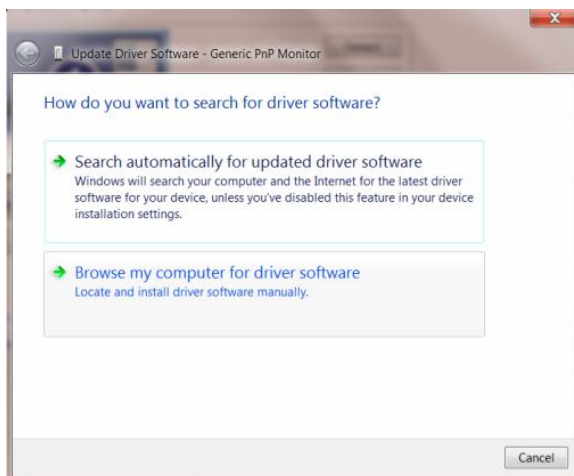 Update Driver Software - Generic PnP Monitor
How do you want to search for driver software?
Search automatically for updated driver software
Windows will search your computer and the Internet for the latest driver
software for your device, unless you've disabled this feature in your device
installation settings.
Browse my computer for driver software
Locate and install driver software manually.
Cancel